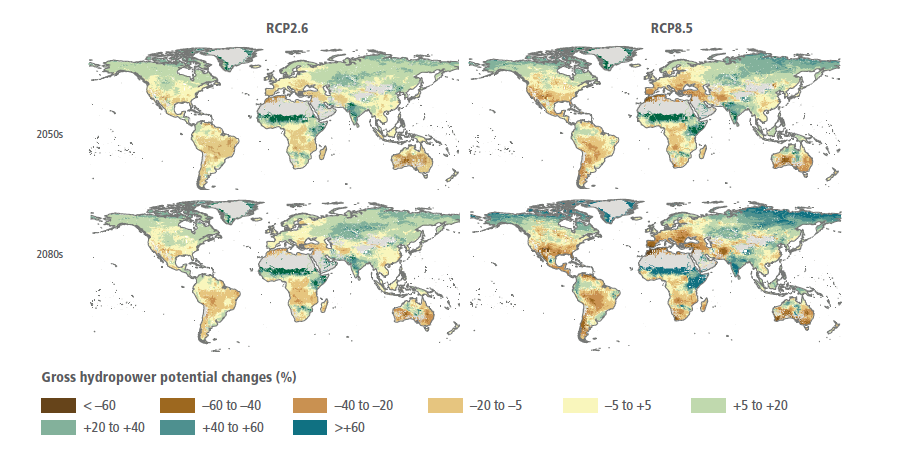 RCP2.6
RCP8.5
2050s
2080s
Gross hydropower potential changes (%)
< –60
–60 to –40
–40 to –20
–20 to –5
–5 to +5
+5 to +20
+20 to +40
+40 to +60
>+60